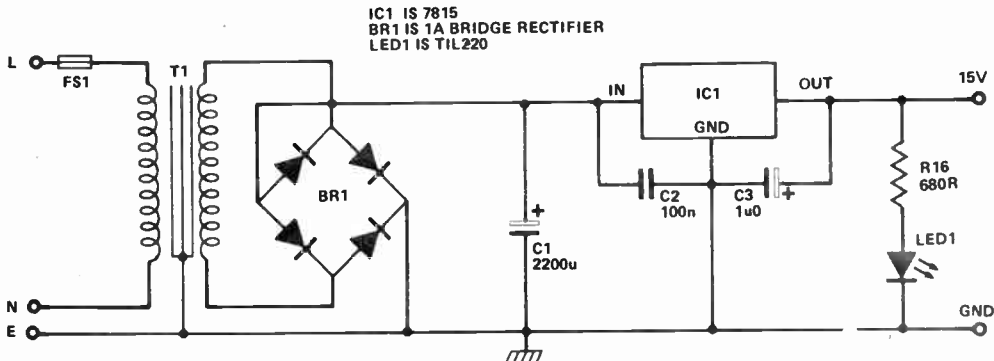 IC1 IS 7815
BR1 IS 1A BRIDGE RECTIFIER
LED1 IS TIL220
L
FS1
T1
IN
IC1
OUT
15V
GND
BR1
+
C1
2200u
C2
100n
C3
1u0
+
R16
680R
LED1
N
E
GND